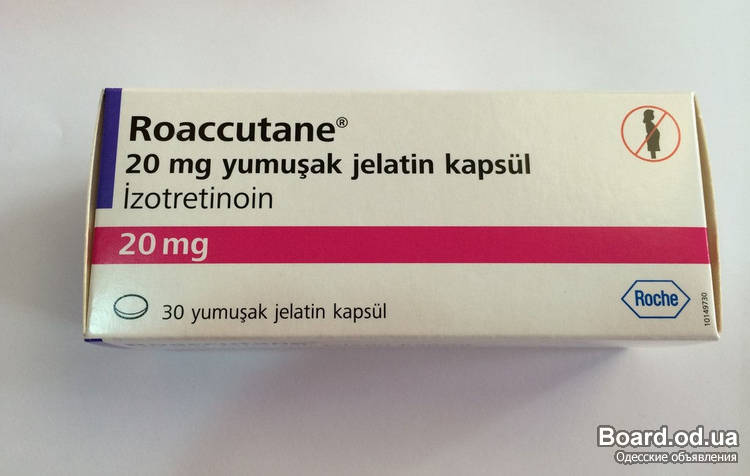 Roaccutane®
20 mg yumuşak jelatin kapsül
İzotretinoin
20 mg
30 yumuşak jelatin kapsül
Roche
10149730
Board.od.ua
Одесские объявления